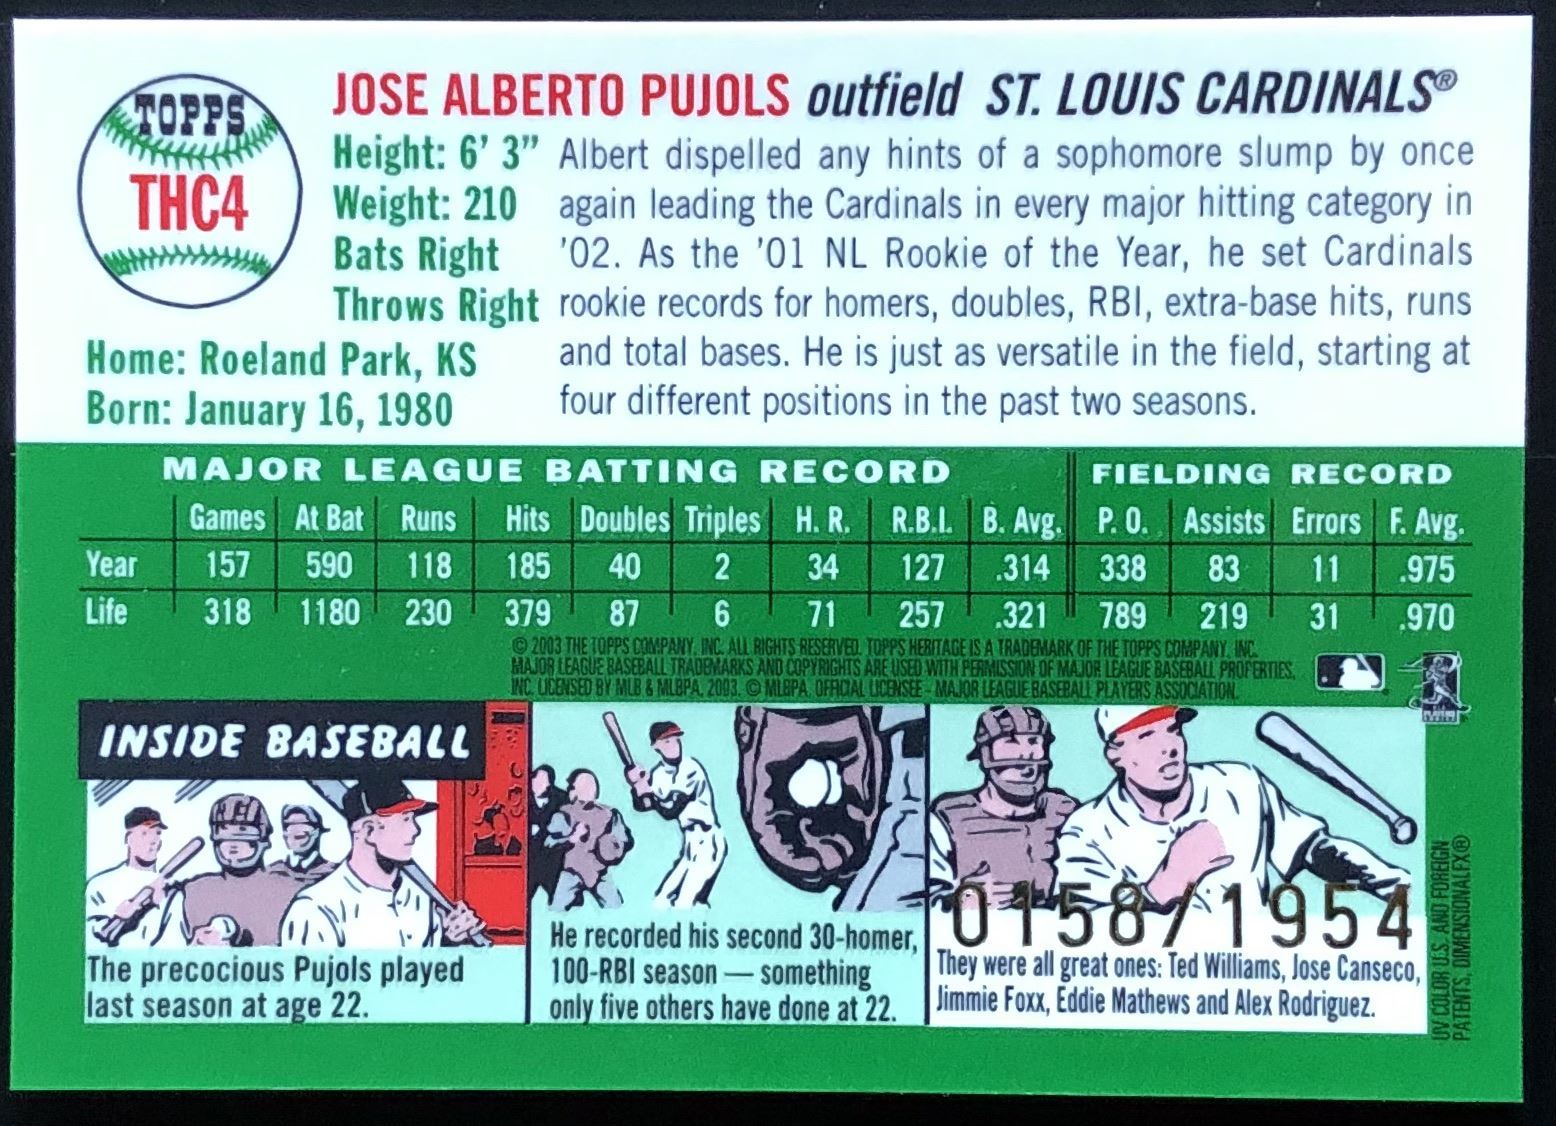 TOPPS
THC4
JOSE ALBERTO PUJOLS outfield ST. LOUIS CARDINALS®
Height: 6' 3"
Weight: 210
Bats Right
Throws Right
Home: Roeland Park, KS
Born: January 16, 1980
Albert dispelled any hints of a sophomore slump by once
again leading the Cardinals in every major hitting category in
'02. As the '01 NL Rookie of the Year, he set Cardinals
rookie records for homers, doubles, RBI, extra-base hits, runs
and total bases. He is just as versatile in the field, starting at
four different positions in the past two seasons.
MAJOR LEAGUE BATTING RECORD FIELDING RECORD
Games At Bat Runs Hits Doubles Triples H. R. R.B.I. B. Avg. P. O. Assists Errors F. Avg.
Year 157 590 118 185 40 2 34 127 .314 338 83 11 .975
Life 318 1180 230 379 87 6 71 257 .321 789 219 31 .970
© 2003 THE TOPPS COMPANY, INC. ALL RIGHTS RESERVED. TOPPS HERITAGE IS A TRADEMARK OF THE TOPPS COMPANY, INC.
MAJOR LEAGUE BASEBALL TRADEMARKS AND COPYRIGHTS ARE USED WITH PERMISSION OF MAJOR LEAGUE BASEBALL PROPERTIES,
INC. LICENSED BY MLB & MLBPA, 2003. © MLBPA. OFFICIAL LICENSEE - MAJOR LEAGUE BASEBALL PLAYERS ASSOCIATION.
INSIDE BASEBALL
The precocious Pujols played
last season at age 22.
He recorded his second 30-homer,
100-RBI season — something
only five others have done at 22.
0158/1954
They were all great ones: Ted Williams, Jose Canseco,
Jimmie Foxx, Eddie Mathews and Alex Rodriguez.
UV COLOR U.S. AND FOREIGN
PATENTS, DIMENSIONAL FX®